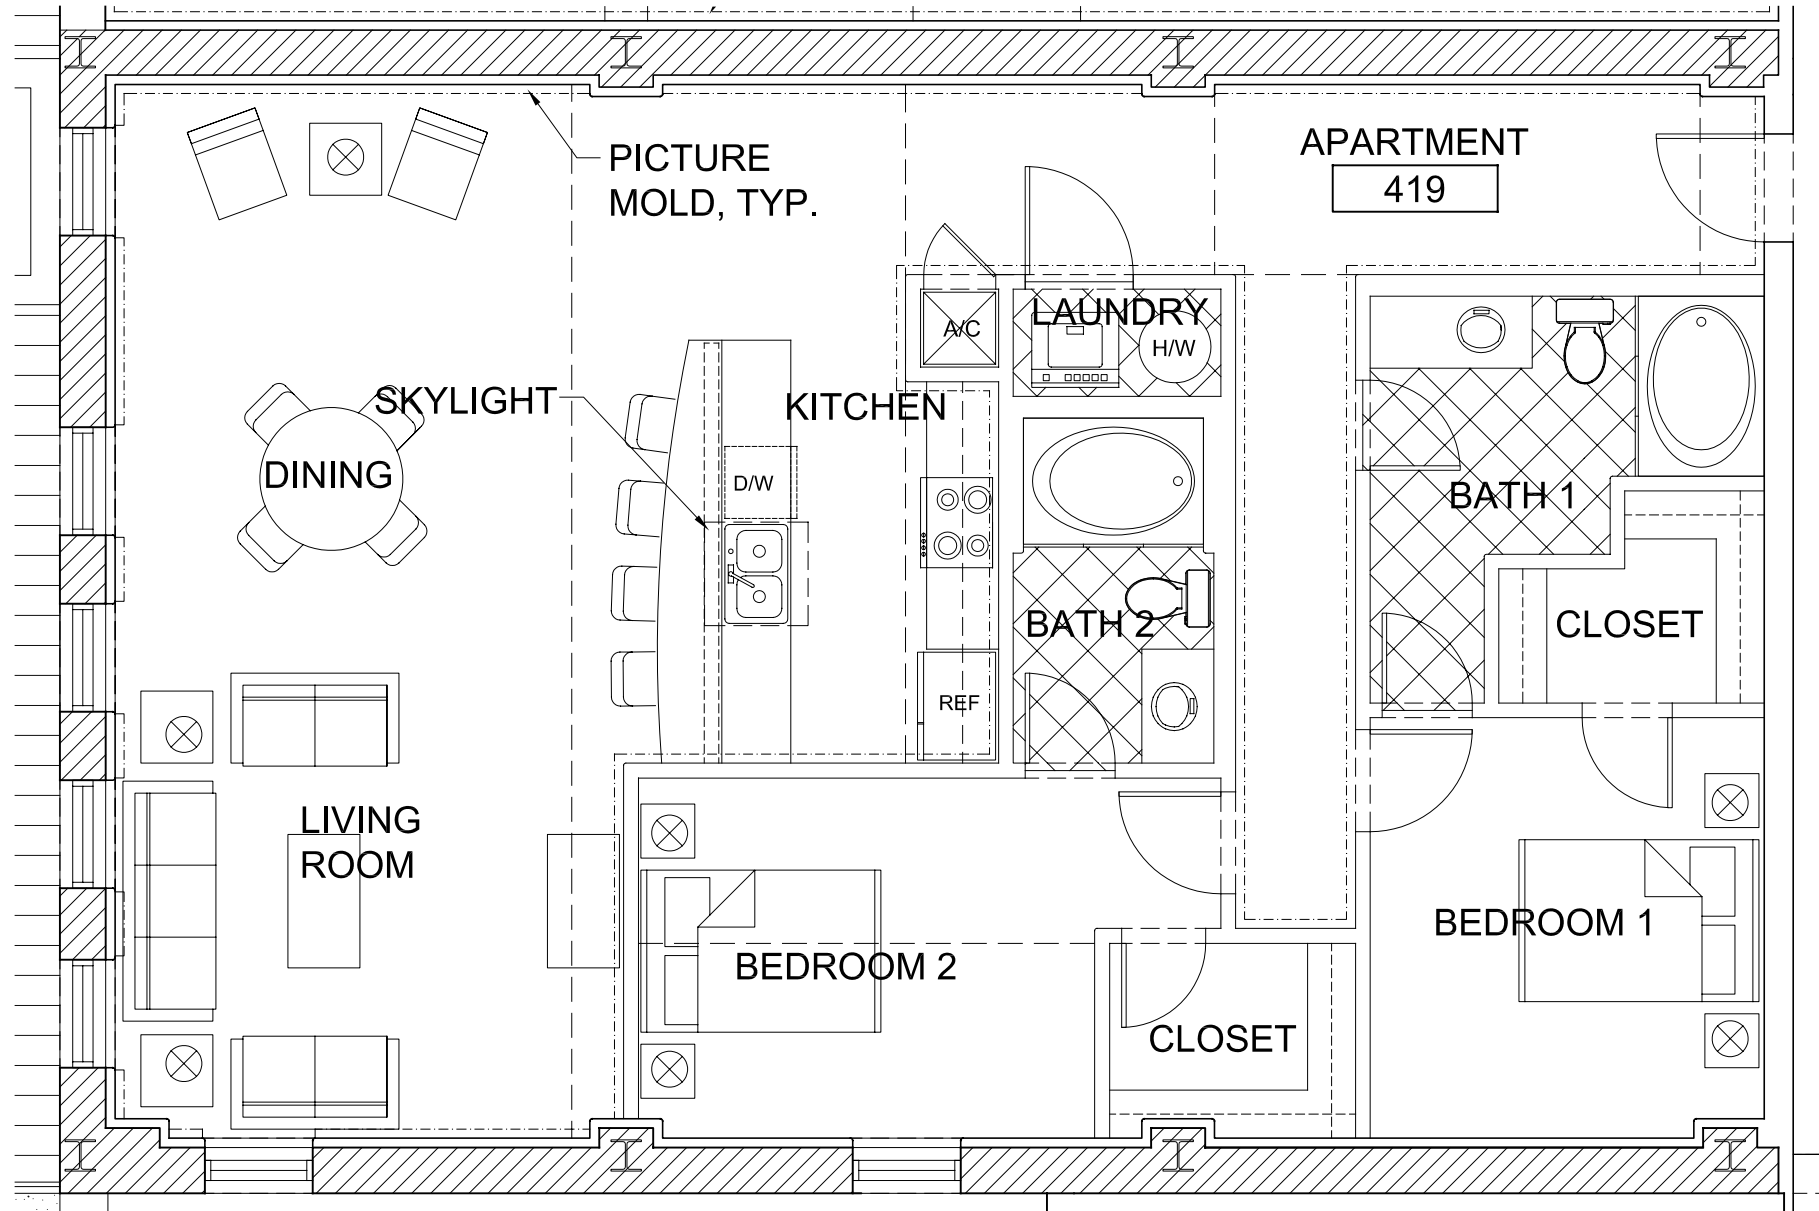 PICTURE
MOLD, TYP.
APARTMENT
419
A/C
LAUNDRY
H/W
SKYLIGHT
KITCHEN
DINING
D/W
BATH 1
BATH 2
CLOSET
REF
LIVING
ROOM
BEDROOM 1
BEDROOM 2
CLOSET